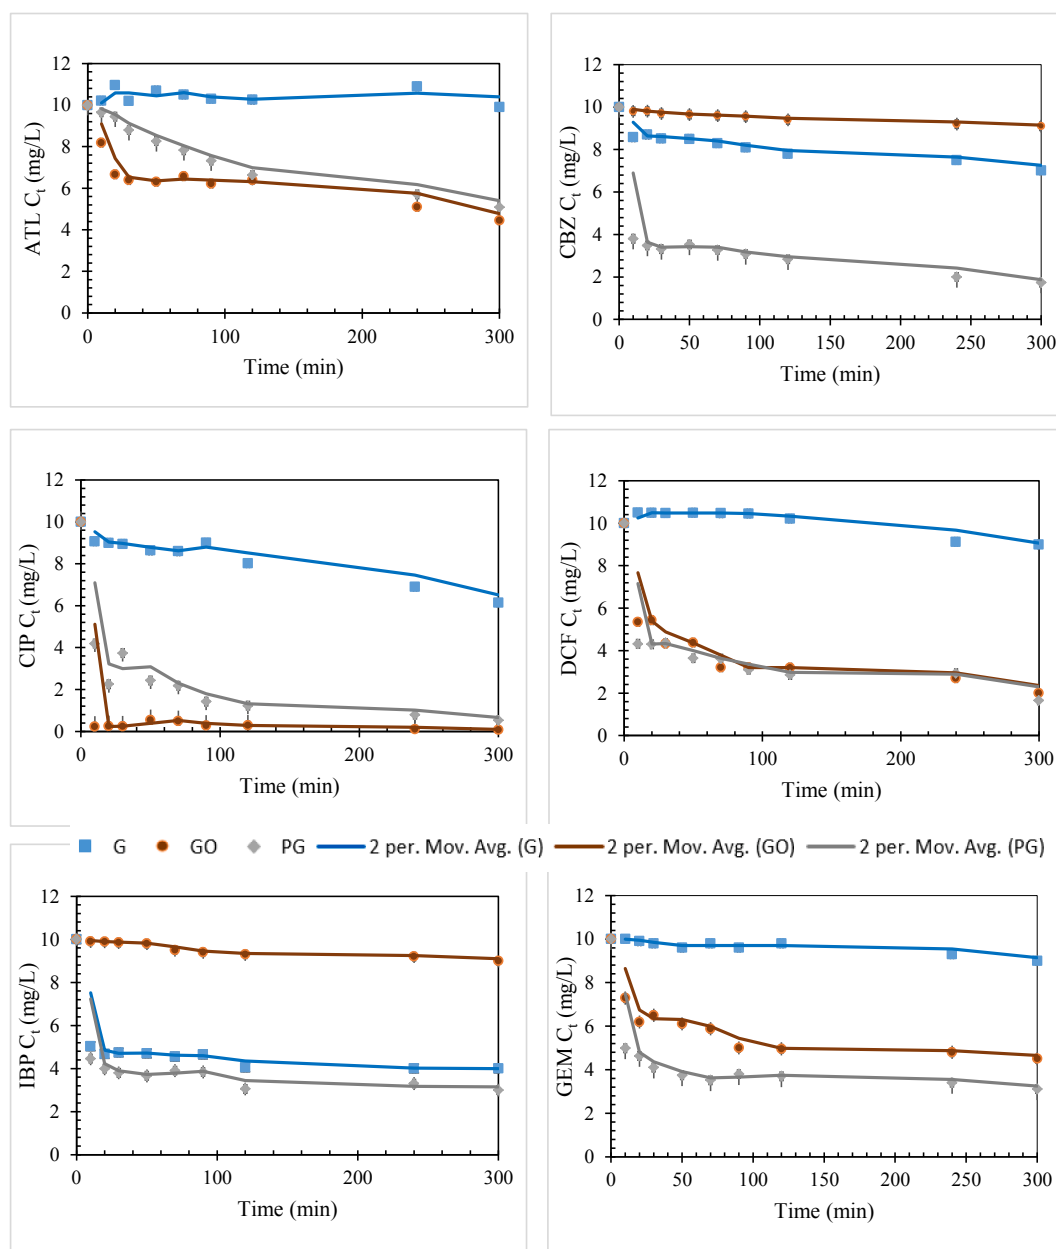 12
10
8
6
4
2
0
ATL Ct (mg/L)
0 100 200 300
Time (min)
12
10
8
6
4
2
0
CBZ Ct (mg/L)
0 50 100 150 200 250 300
Time (min)
12
10
8
6
4
2
0
CIP Ct (mg/L)
0 100 200 300
Time (min)
12
10
8
6
4
2
0
DCF Ct (mg/L)
0 100 200 300
Time (min)
G GO PG 2 per. Mov. Avg. (G) 2 per. Mov. Avg. (GO) 2 per. Mov. Avg. (PG)
12
10
8
6
4
2
0
IBP Ct (mg/L)
0 100 200 300
Time (min)
12
10
8
6
4
2
0
GEM Ct (mg/L)
0 50 100 150 200 250 300
Time (min)